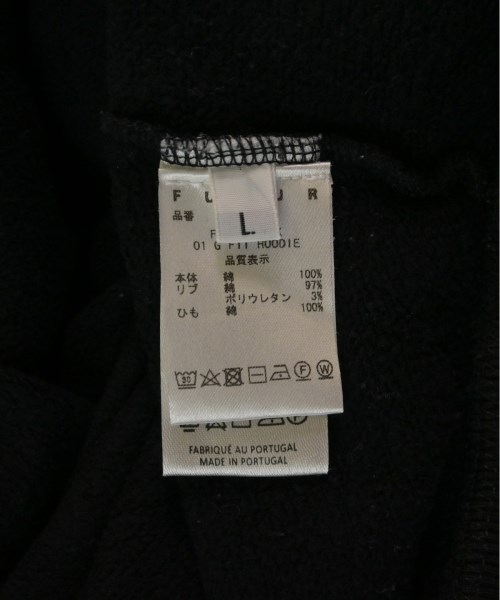 F U U R
品番
L
01 G FIT HOODIE
品質表示
本体 綿 100%
リブ 綿 97%
ポリウレタン 3%
ひも 綿 100%
30 F W
FABRIQUÉ AU PORTUGAL
MADE IN PORTUGAL